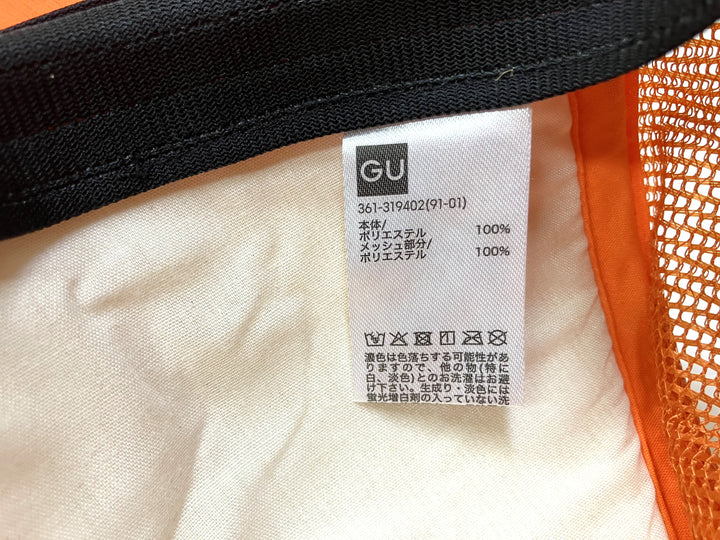 GU
361-319402(91-01)
本体/
ポリエステル 100%
メッシュ部分/
ポリエステル 100%
濃色は色落ちする可能性があ
りますので、他の物(特に
白、淡色)とのお洗濯はお避
け下さい。生成り・淡色には
蛍光増白剤の入っていない洗